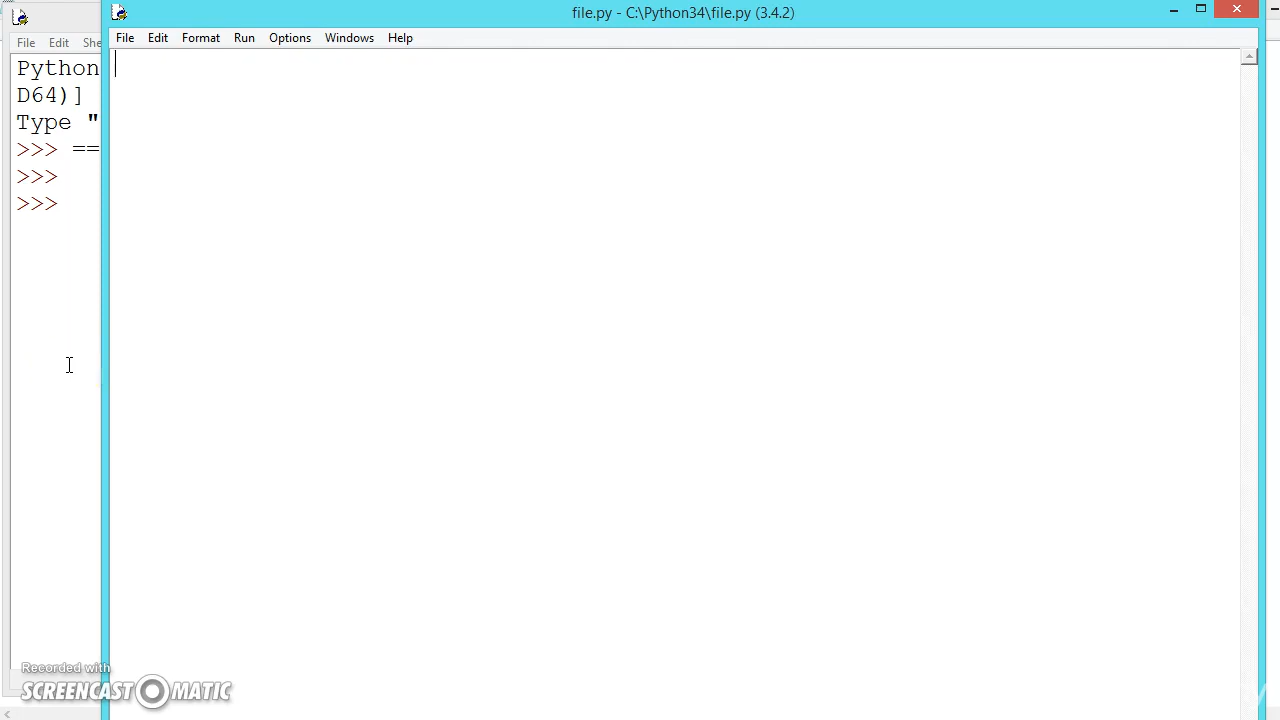 file.py - C:\Python34\file.py (3.4.2)
File Edit Format Run Options Windows Help
File Edit She
Python
D64)]
Type "
>>> ==
>>>
>>>
Recorded with
SCREENCAST MATIC